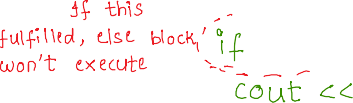 If this
fulfilled, else block
won't execute
if
cout <<